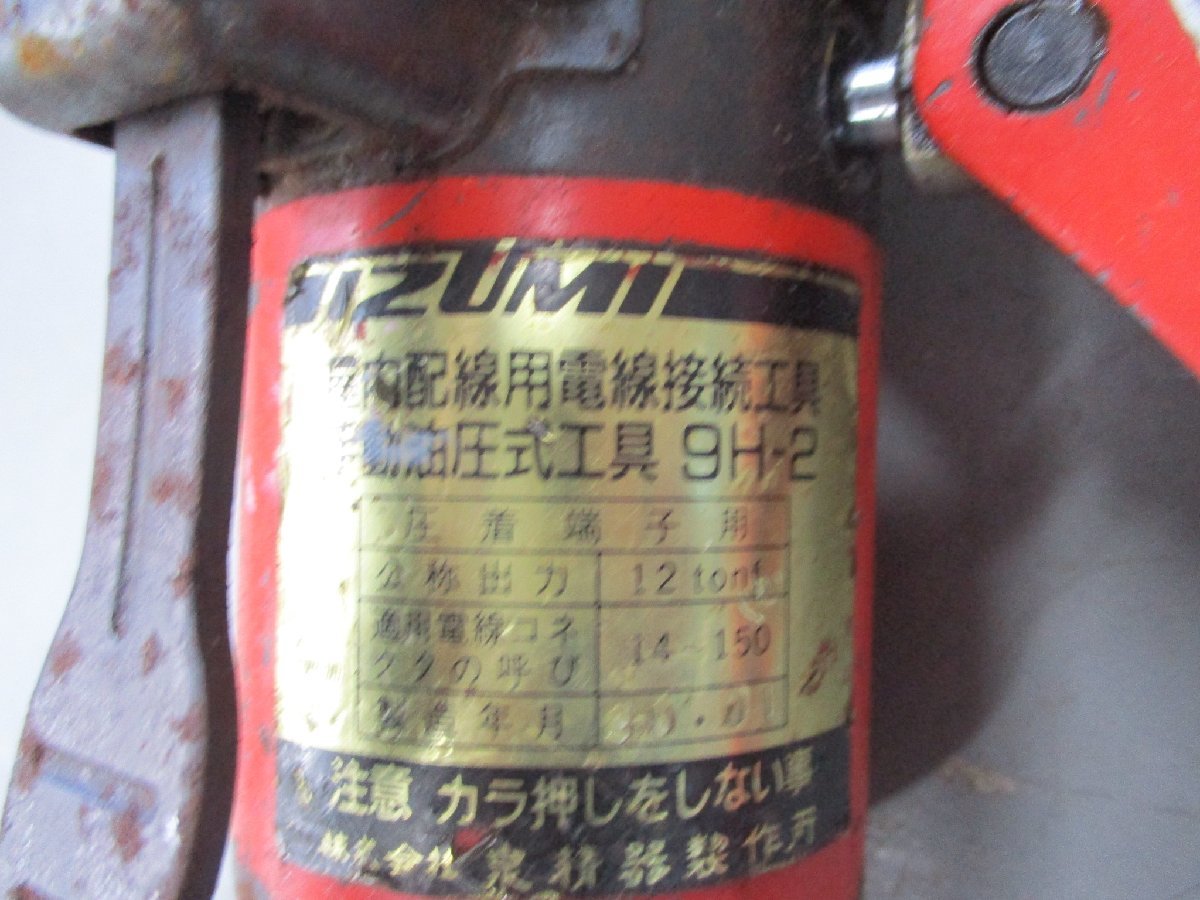 IZUMI
屋内配線用電線接続工具
手動油圧式工具 9H-2
圧着端子用
公称出力 12 tonf
適用電線コネ
クタの呼び 14-150
製造年月
注意 カラ押しをしない事
株式会社 泉精器製作所